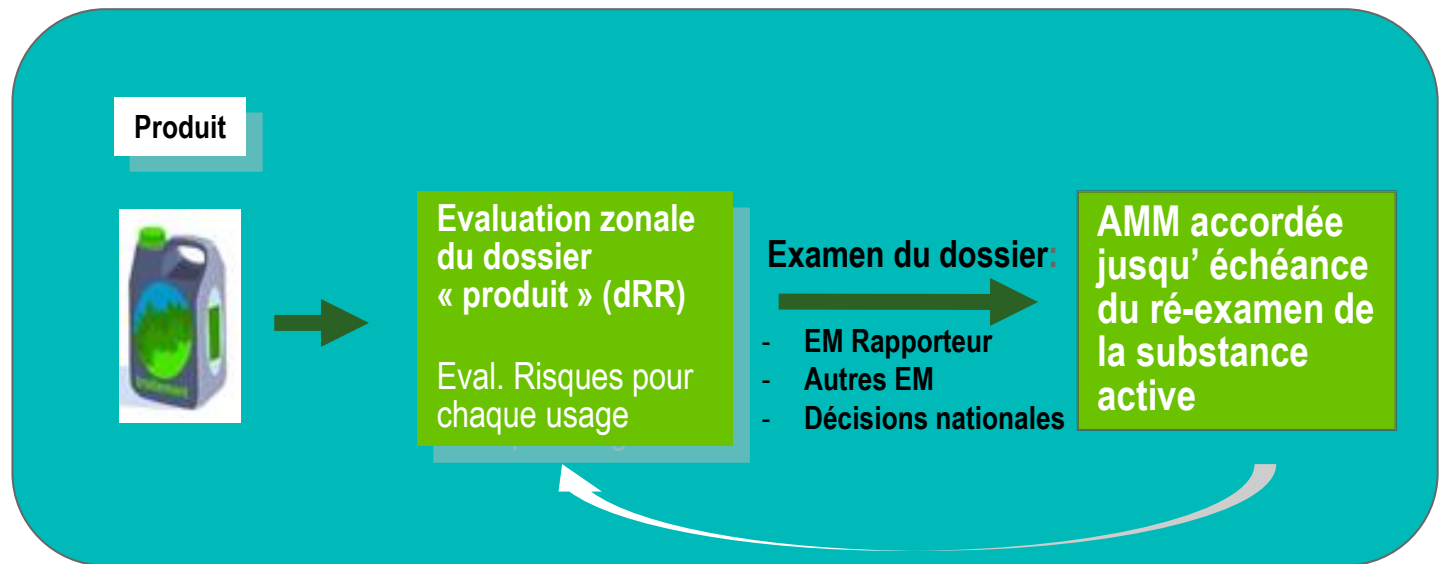 Produit
Evaluation zonale
du dossier
« produit » (dRR)
Eval. Risques pour
chaque usage
Examen du dossier:
- EM Rapporteur
- Autres EM
- Décisions nationales
AMM accordée
jusqu’ échéance
du ré-examen de
la substance
active